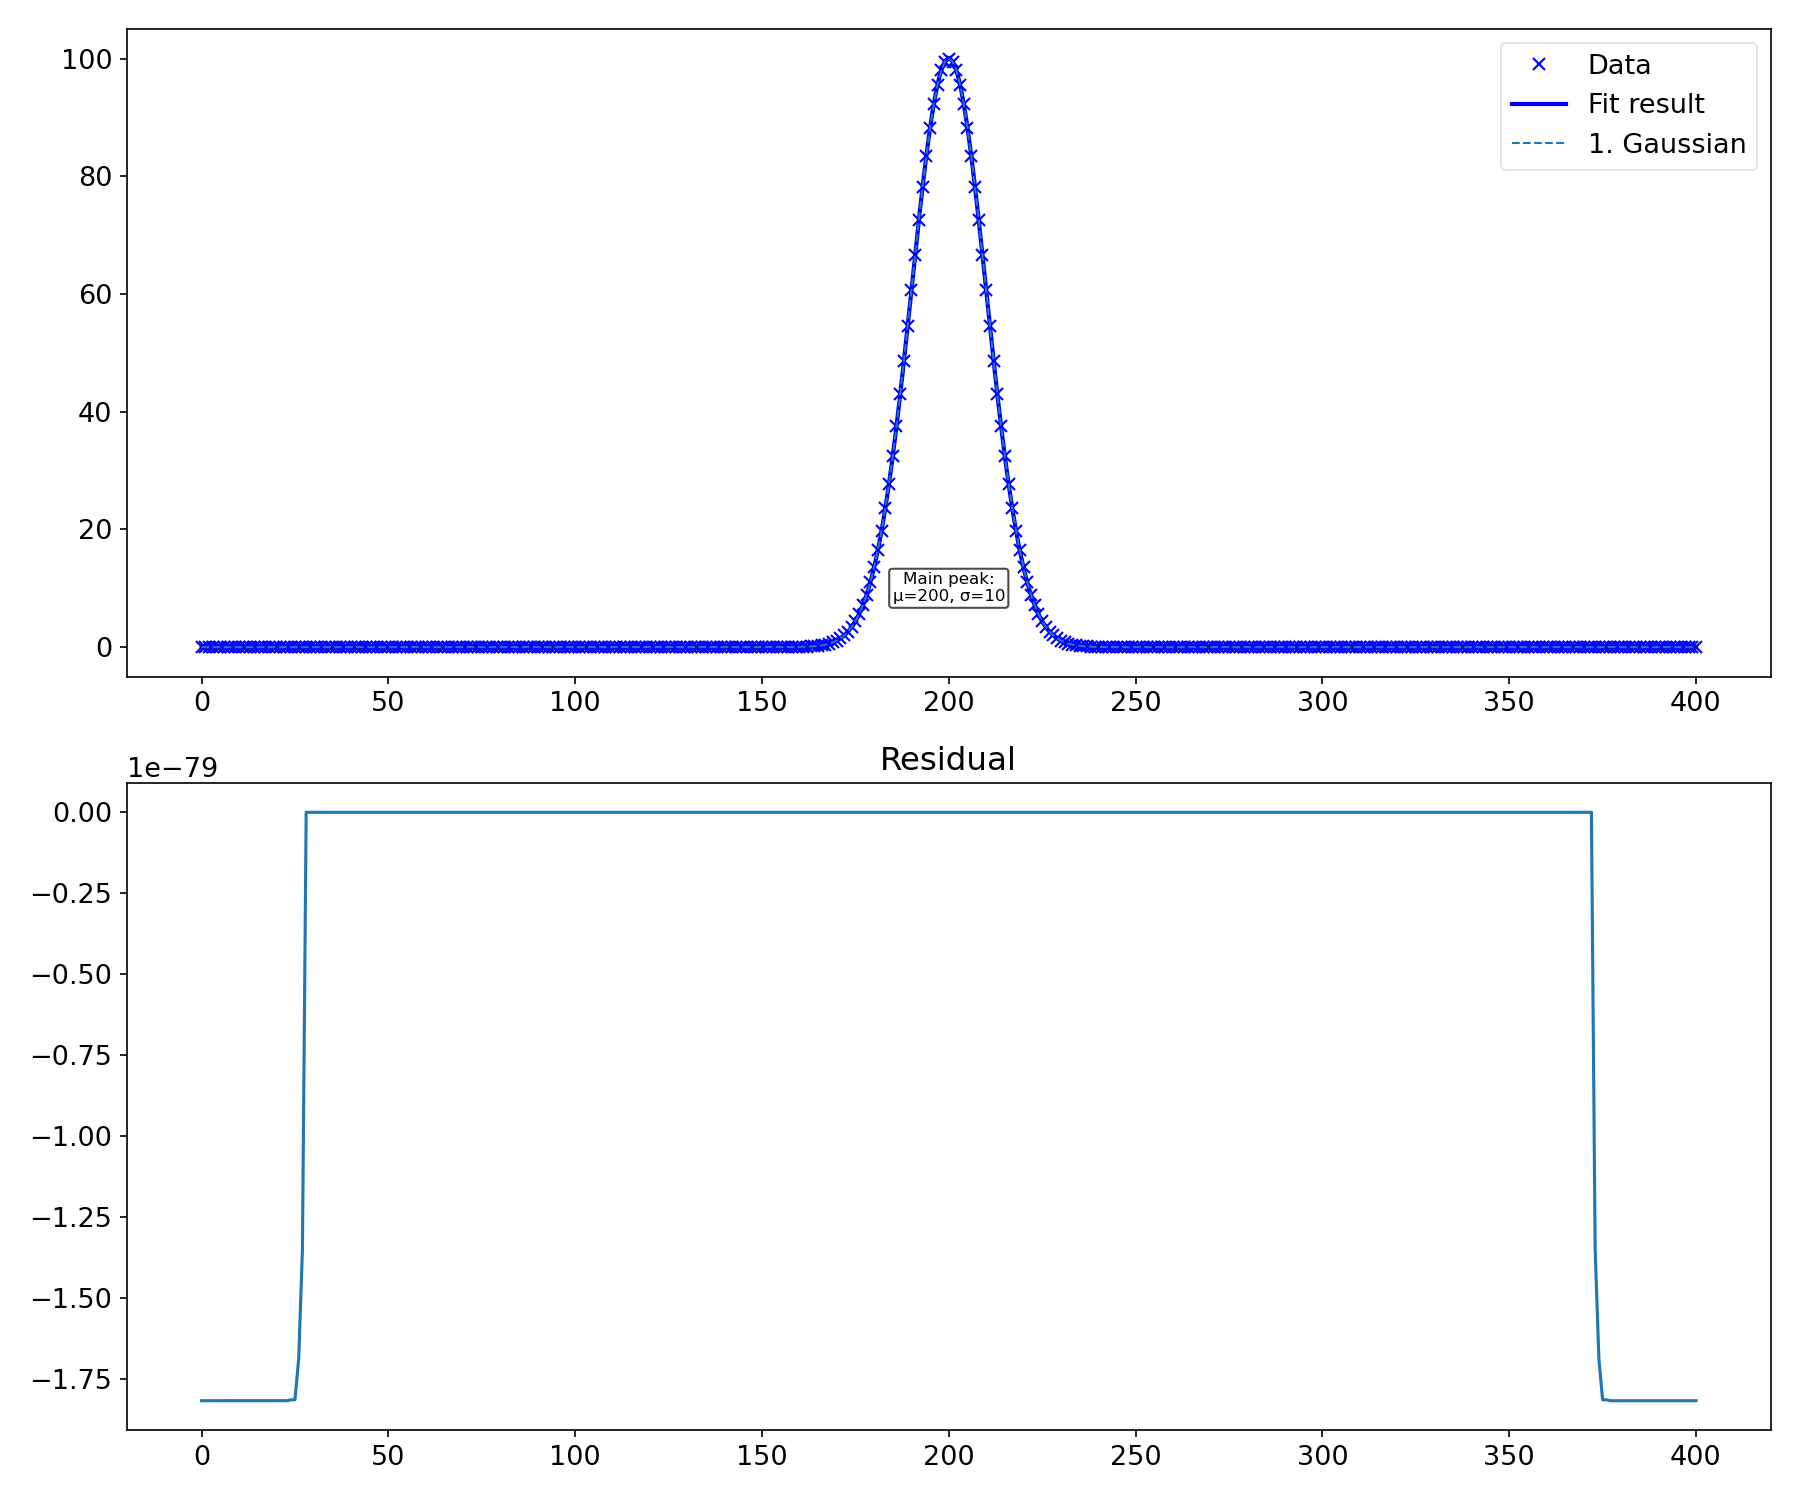 100
80
60
40
20
0
Data
Fit result
1. Gaussian
Main peak:
μ=200, σ=10
0 50 100 150 200 250 300 350 400
Residual
1e−79
0.00
−0.25
−0.50
−0.75
−1.00
−1.25
−1.50
−1.75
0 50 100 150 200 250 300 350 400